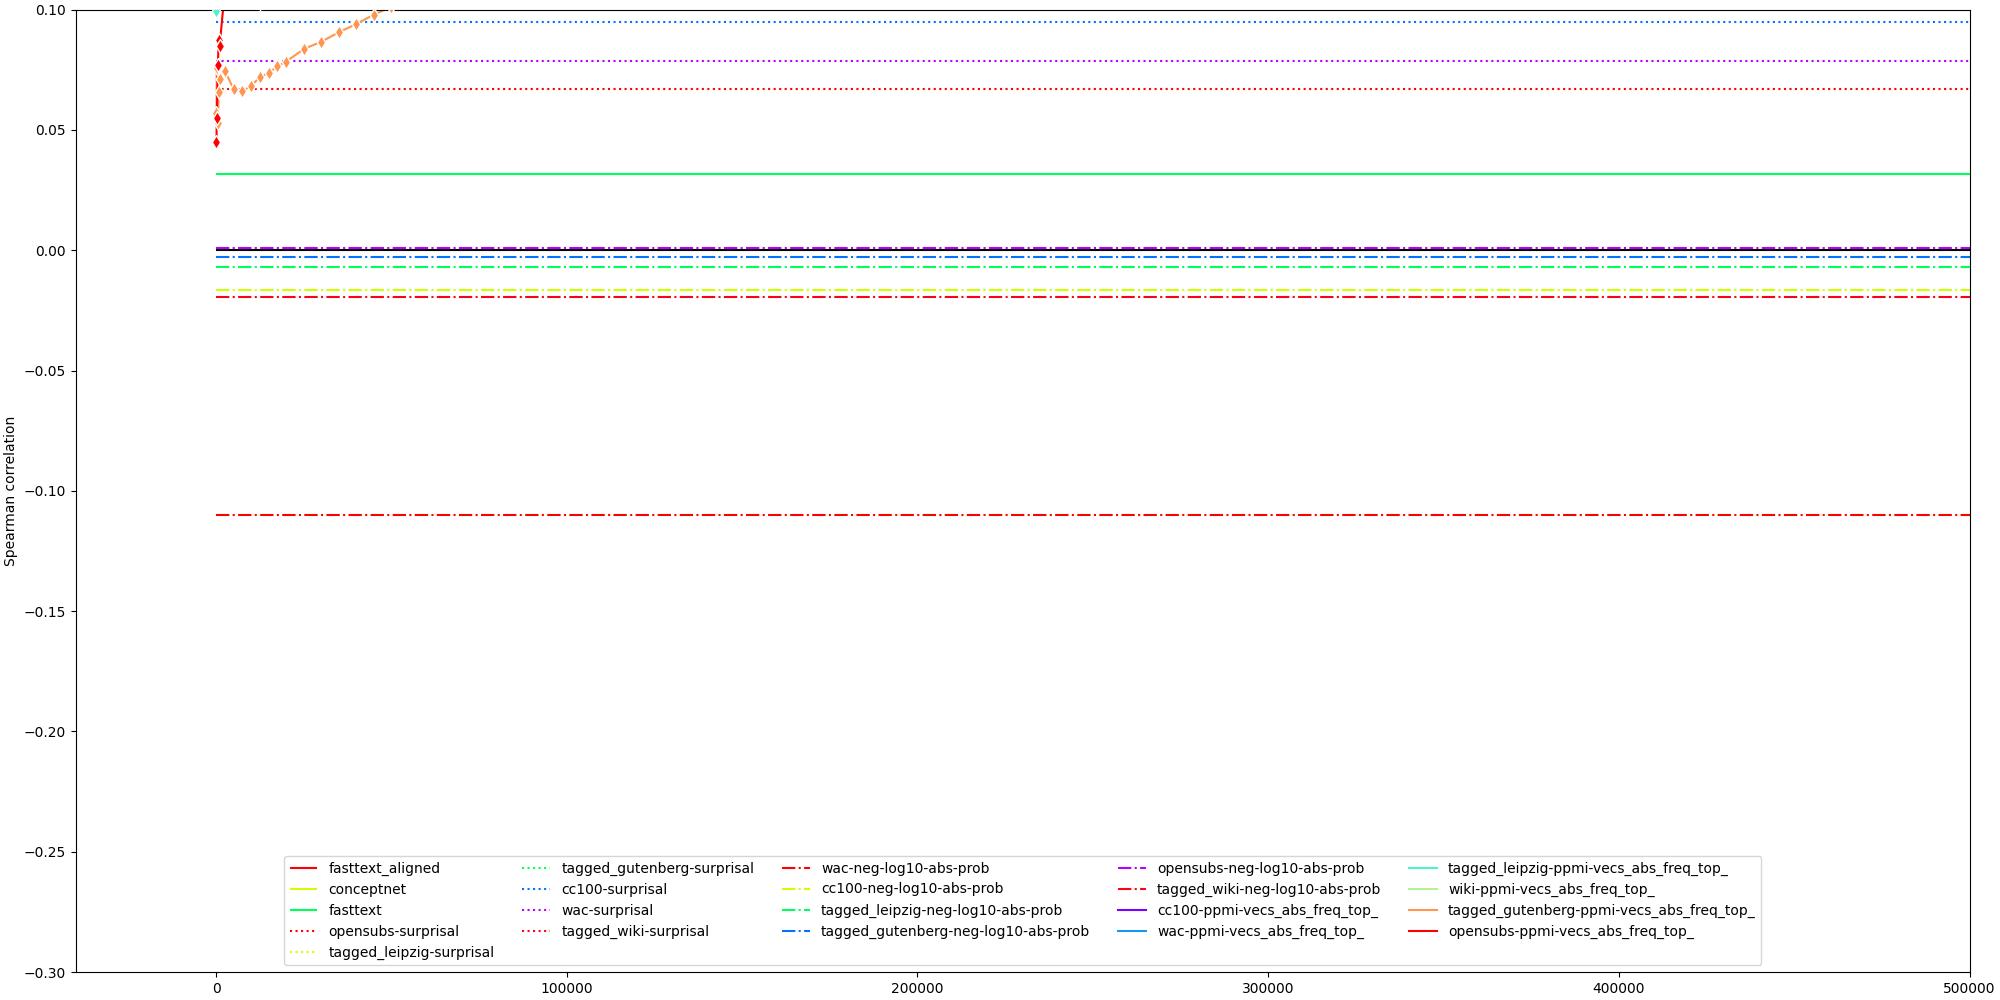 0.10
0.05
0.00
−0.05
−0.10
−0.15
−0.20
−0.25
−0.30
Spearman correlation
0
100000
200000
300000
400000
500000
fasttext_aligned
conceptnet
fasttext
opensubs-surprisal
tagged_leipzig-surprisal
tagged_gutenberg-surprisal
cc100-surprisal
wac-surprisal
tagged_wiki-surprisal
wac-neg-log10-abs-prob
cc100-neg-log10-abs-prob
tagged_leipzig-neg-log10-abs-prob
tagged_gutenberg-neg-log10-abs-prob
opensubs-neg-log10-abs-prob
tagged_wiki-neg-log10-abs-prob
cc100-ppmi-vecs_abs_freq_top_
wac-ppmi-vecs_abs_freq_top_
tagged_leipzig-ppmi-vecs_abs_freq_top_
wiki-ppmi-vecs_abs_freq_top_
tagged_gutenberg-ppmi-vecs_abs_freq_top_
opensubs-ppmi-vecs_abs_freq_top_